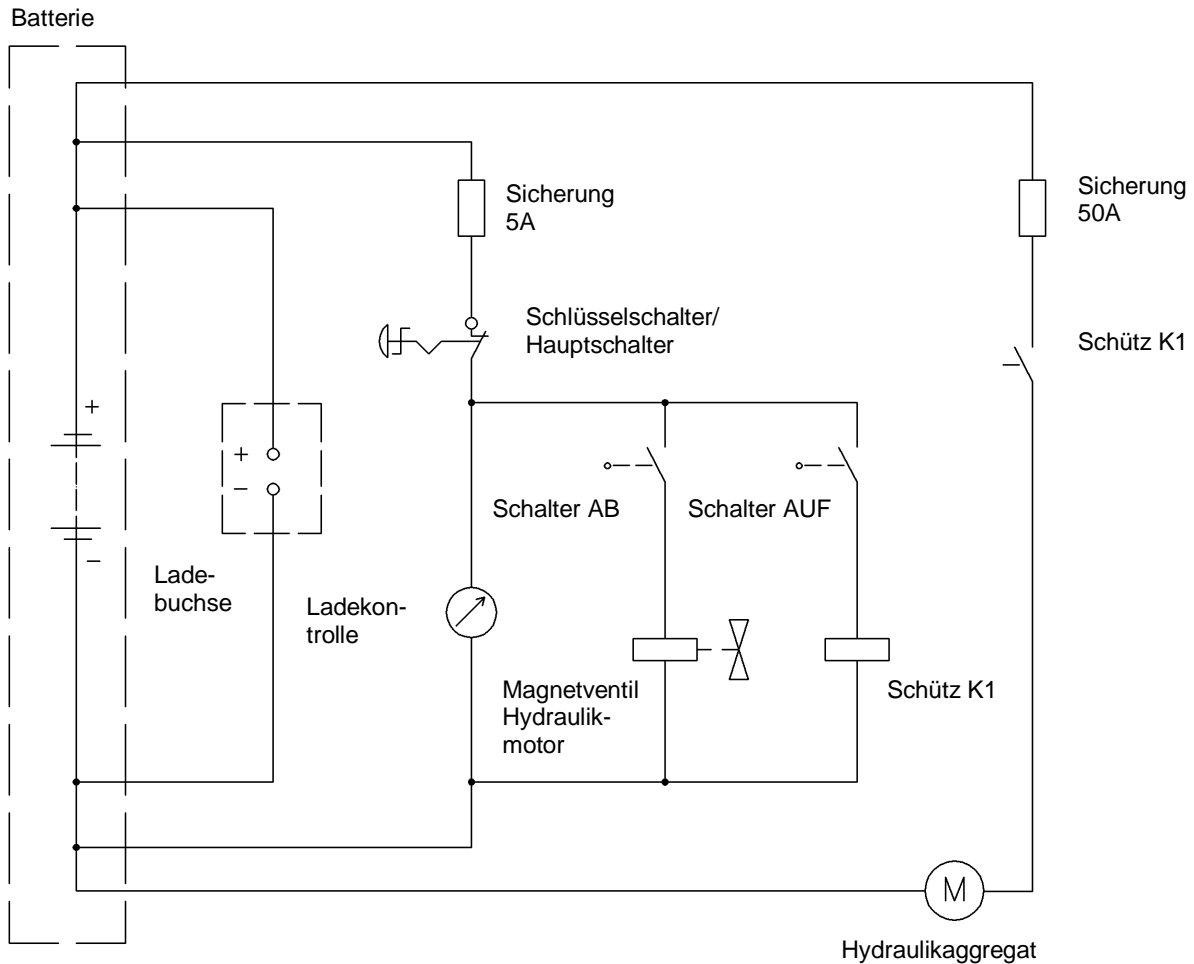 Batterie
Sicherung
5A
Sicherung
50A
Schlüsselschalter/
Hauptschalter
Schütz K1
+
+
−
Schalter AB
Schalter AUF
−
Lade-
buchse
Ladekon-
trolle
Magnetventil
Hydraulik-
motor
Schütz K1
M
Hydraulikaggregat